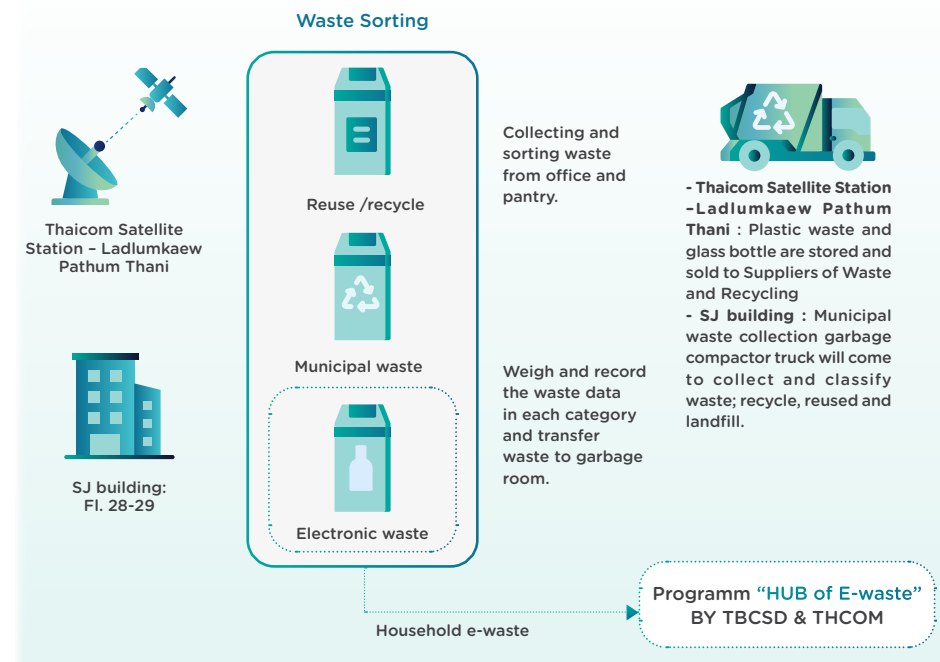 Waste Sorting
Thaicom Satellite
Station – Ladlumkaew
Pathum Thani
SJ building:
Fl. 28-29
Reuse /recycle
Municipal waste
Electronic waste
Collecting and
sorting waste
from office and
pantry.
Weigh and record
the waste data
in each category
and transfer
waste to garbage
room.
- Thaicom Satellite Station
–Ladlumkaew Pathum
Thani : Plastic waste and
glass bottle are stored and
sold to Suppliers of Waste
and Recycling
- SJ building : Municipal
waste collection garbage
compactor truck will come
to collect and classify
waste; recycle, reused and
landfill.
Household e-waste
Programm “HUB of E-waste”
BY TBCSD & THCOM